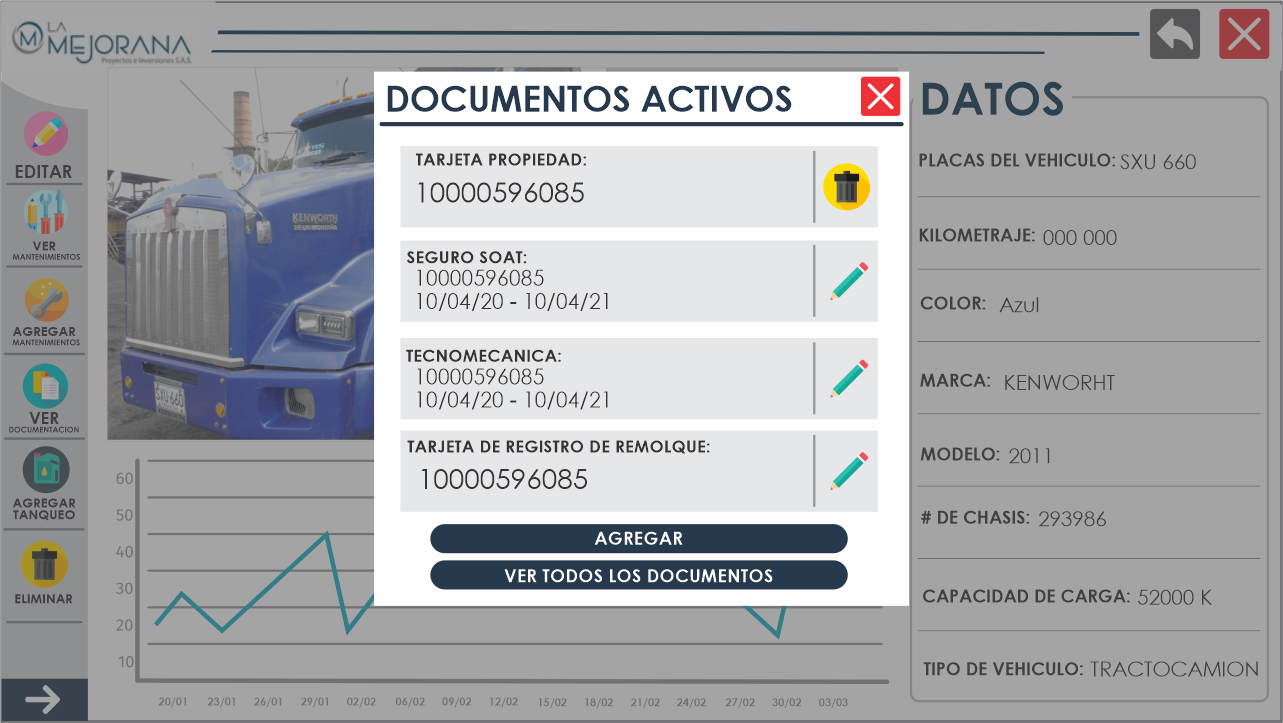 LA
MEJORANA
Proyectos e Inversiones S.A.S.
EDITAR
VER
MANTENIMIENTOS
AGREGAR
MANTENIMIENTOS
VER
DOCUMENTACION
AGREGAR
TANQUEO
ELIMINAR
KENWORTH
SXU-660
DOCUMENTOS ACTIVOS
TARJETA PROPIEDAD:
10000596085
SEGURO SOAT:
10000596085
10/04/20 - 10/04/21
TECNOMECANICA:
10000596085
10/04/20 - 10/04/21
TARJETA DE REGISTRO DE REMOLQUE:
10000596085
AGREGAR
VER TODOS LOS DOCUMENTOS
60
50
40
30
20
10
20/01 23/01 26/01 29/01 02/02 06/02 09/02 12/02 15/02 18/02 21/02 24/02 27/02 30/02 03/03
DATOS
PLACAS DEL VEHICULO: SXU 660
KILOMETRAJE: 000 000
COLOR: Azul
MARCA: KENWORHT
MODELO: 2011
# DE CHASIS: 293986
CAPACIDAD DE CARGA: 52000 K
TIPO DE VEHICULO: TRACTOCAMION